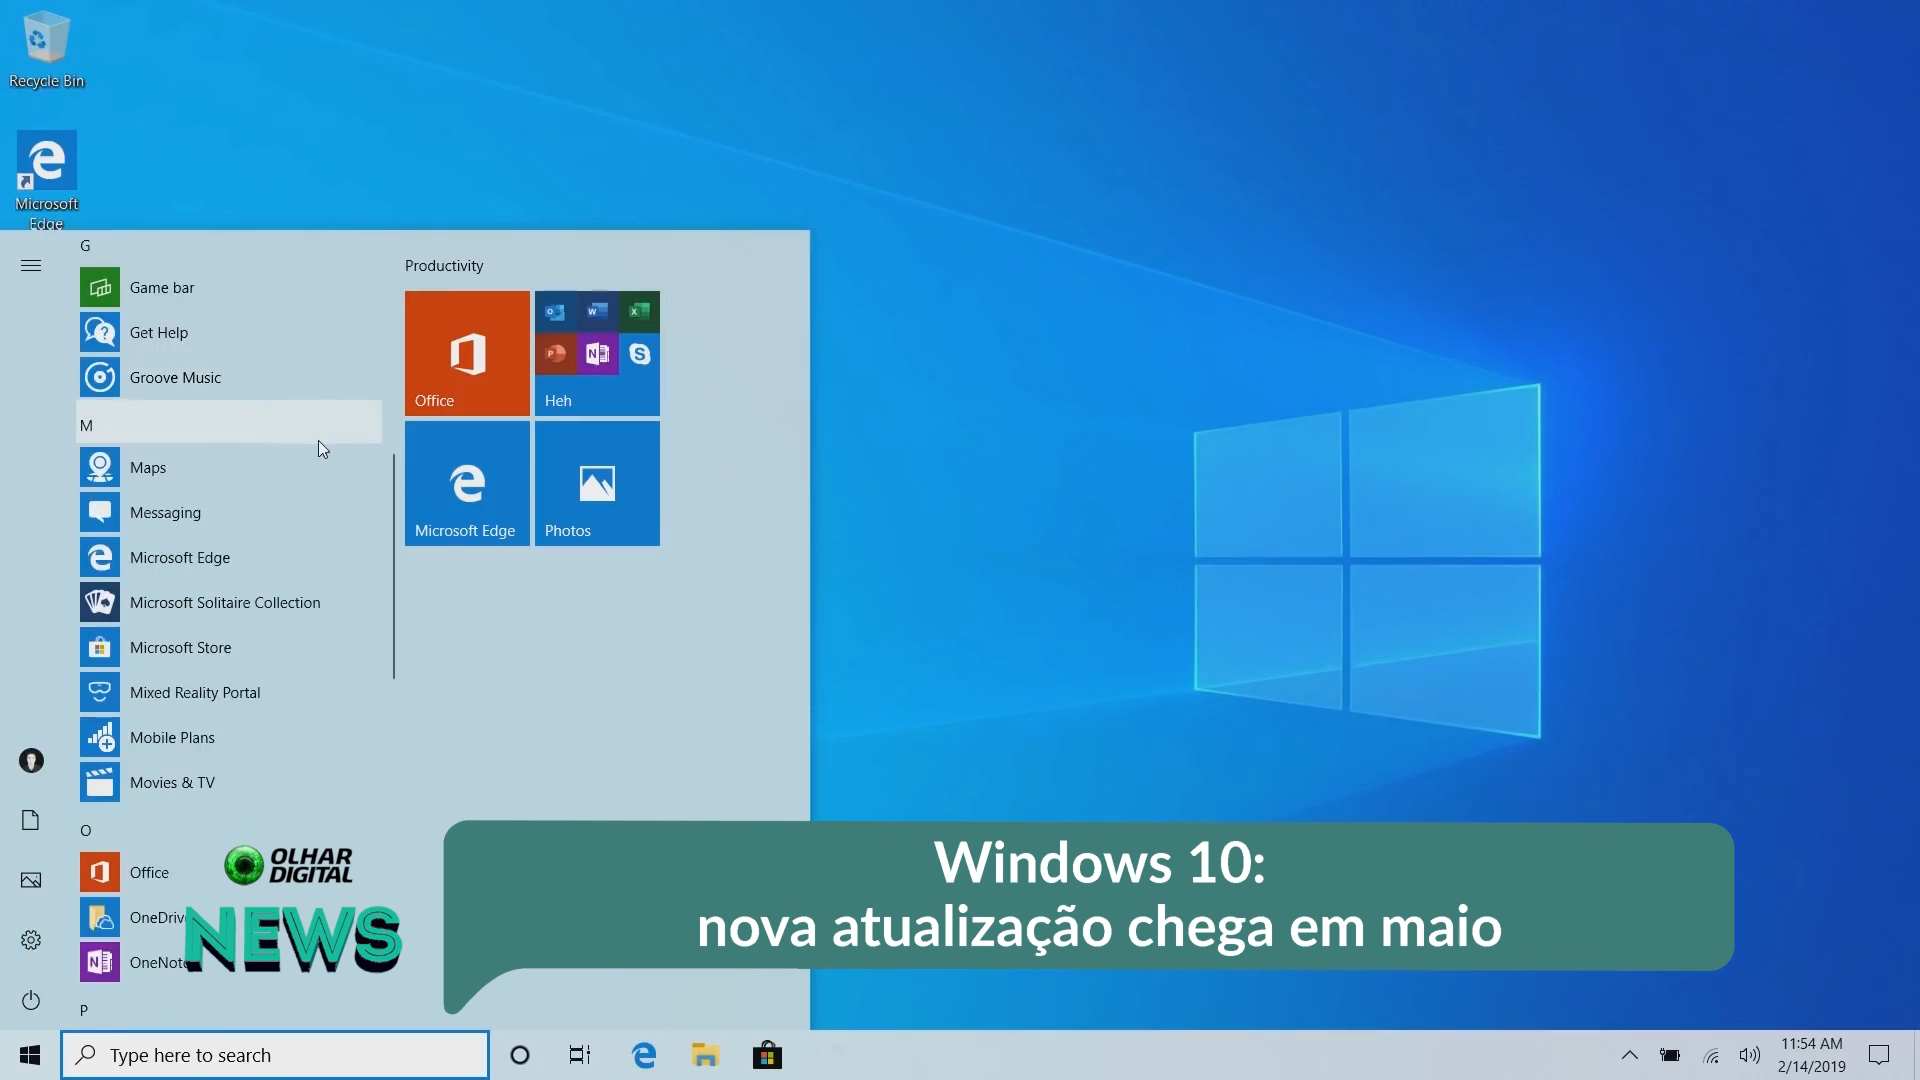 Recycle Bin
Microsoft
Edge
G
Game bar
Get Help
Groove Music
M
Maps
Messaging
Microsoft Edge
Microsoft Solitaire Collection
Microsoft Store
Mixed Reality Portal
Mobile Plans
Movies & TV
O
Office
OneDriv
OneNote
P
Productivity
Office
Heh
Microsoft Edge
Photos
OLHAR
DIGITAL
NEWS
Windows 10:
nova atualização chega em maio
Type here to search
11:54 AM
2/14/2019